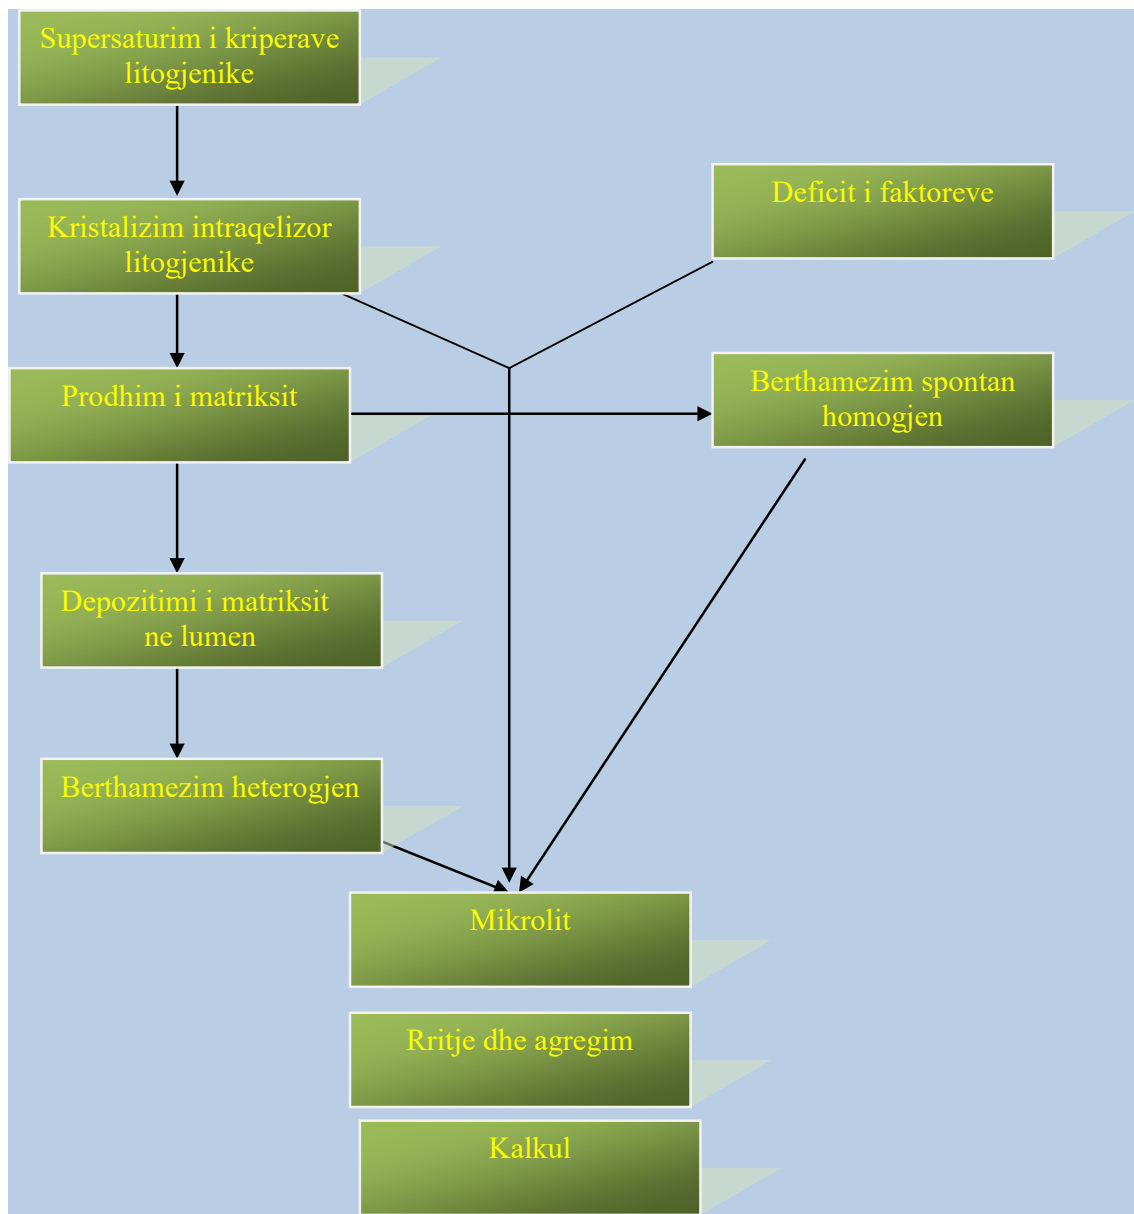 Supersaturim i kriperave
litogjenike
Kristalizim intraqelizor
litogjenike
Deficit i faktoreve
Prodhim i matriksit
Berthamezim spontan
homogjen
Depozitimi i matriksit
ne lumen
Berthamezim heterogjen
Mikrolit
Rritje dhe agregim
Kalkul